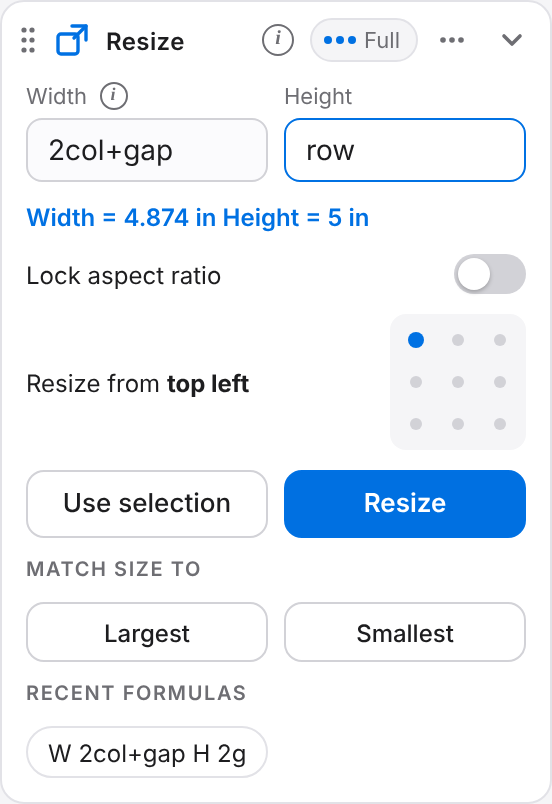 Resize i Full
Width i Height
2col+gap row
Width = 4.874 in Height = 5 in
Lock aspect ratio
Resize from top left
Use selection Resize
MATCH SIZE TO
Largest Smallest
RECENT FORMULAS
W 2col+gap H 2g